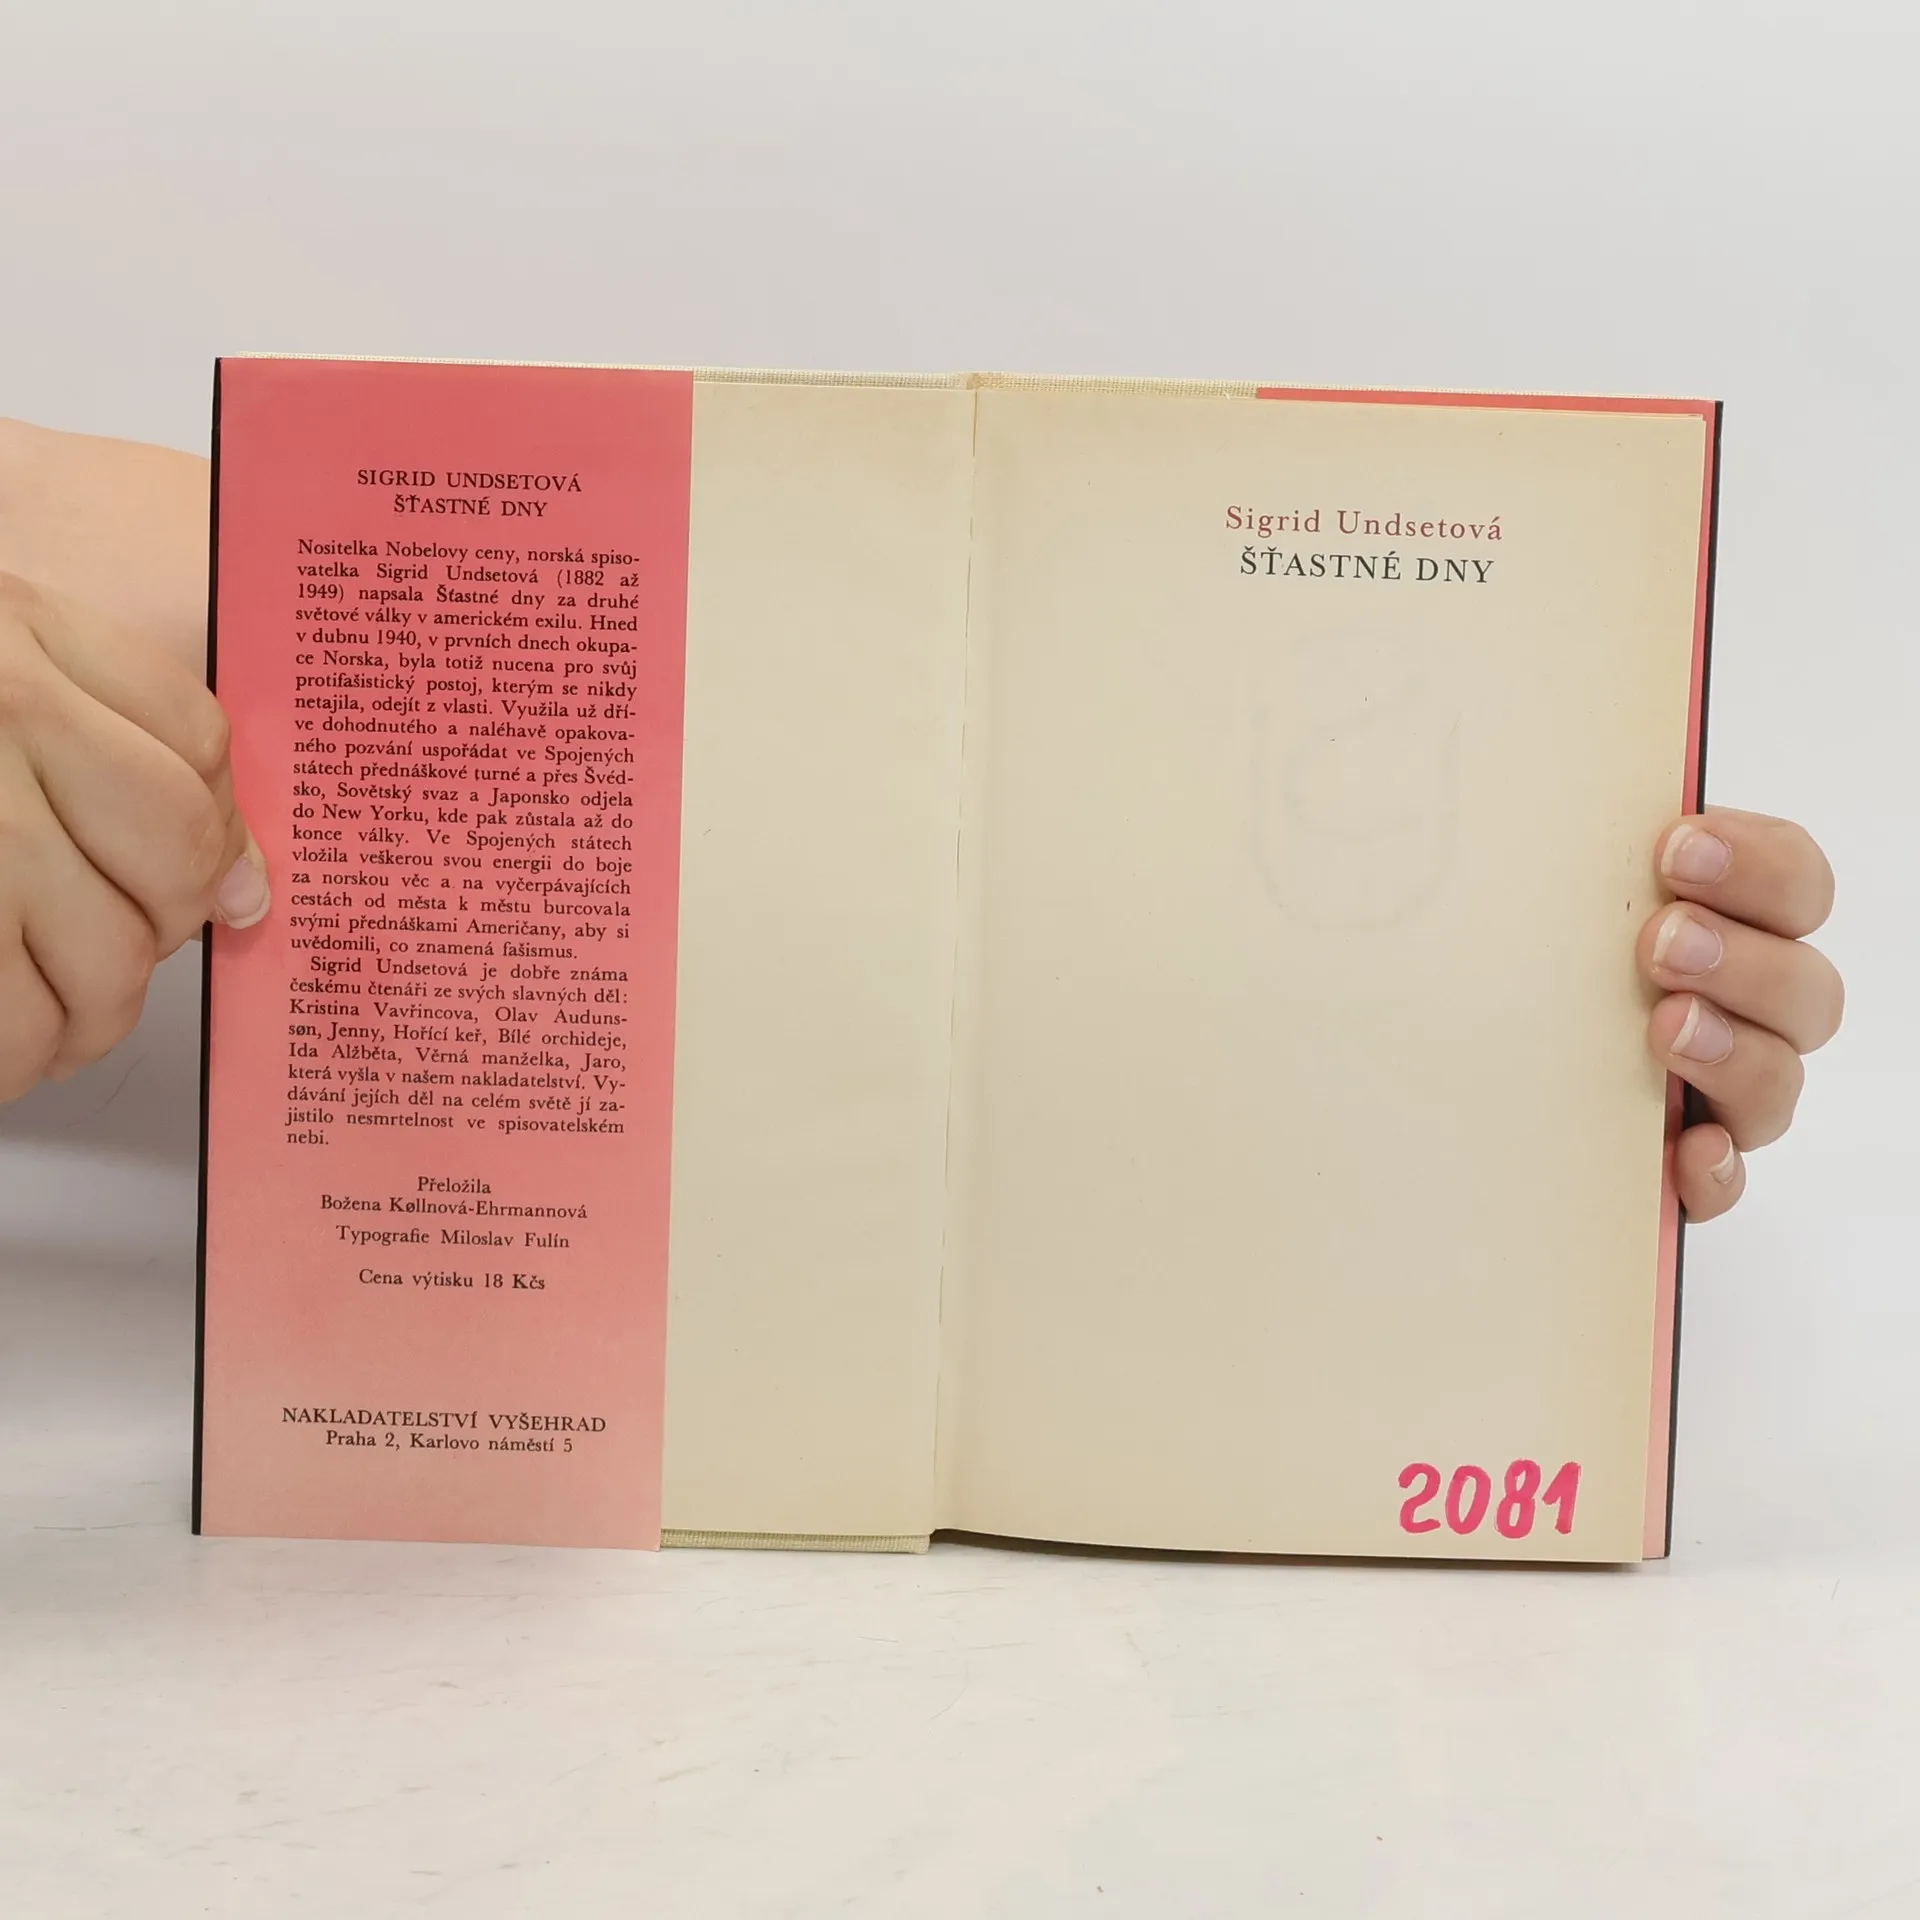 SIGRID UNDSETOVÁ
ŠŤASTNÉ DNY
Nositelka Nobelovy ceny, norská spiso-
vatelka Sigrid Undsetová (1882 až
1949) napsala Šťastné dny za druhé
světové války v americkém exilu. Hned
v dubnu 1940, v prvních dnech okupa-
ce Norska, byla totiž nucena pro svůj
protifašistický postoj, kterým se nikdy
netajila, odejít z vlasti. Využila už dří-
ve dohodnutého a naléhavě opakova-
ného pozvání uspořádat ve Spojených
státech přednáškové turné a přes Švéd-
sko, Sovětský svaz a Japonsko odjela
do New Yorku, kde pak zůstala až do
konce války. Ve Spojených státech
vložila veškerou svou energii do boje
za norskou věc a na vyčerpávajících
cestách od města k městu burcovala
svými přednáškami Američany, aby si
uvědomili, co znamená fašismus.
Sigrid Undsetová je dobře známa
českému čtenáři ze svých slavných děl:
Kristina Vavřincova, Olav Auduns-
søn, Jenny, Hořící keř, Bílé orchideje,
Ida Alžběta, Věrná manželka, Jaro,
která vyšla v našem nakladatelství. Vy-
dávání jejích děl na celém světě jí za-
jistilo nesmrtelnost ve spisovatelském
nebi.
Přeložila
Božena Køllnová-Ehrmannová
Typografie Miloslav Fulín
Cena výtisku 18 Kčs
NAKLADATELSTVÍ VYŠEHRAD
Praha 2, Karlovo náměstí 5
Sigrid Undsetová
ŠŤASTNÉ DNY
2081